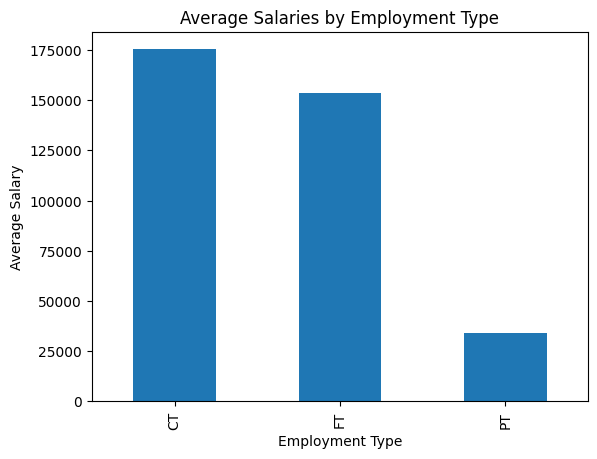 Average Salaries by Employment Type
175000
150000
125000
100000
75000
50000
25000
0
Average Salary
CT
FT
PT
Employment Type